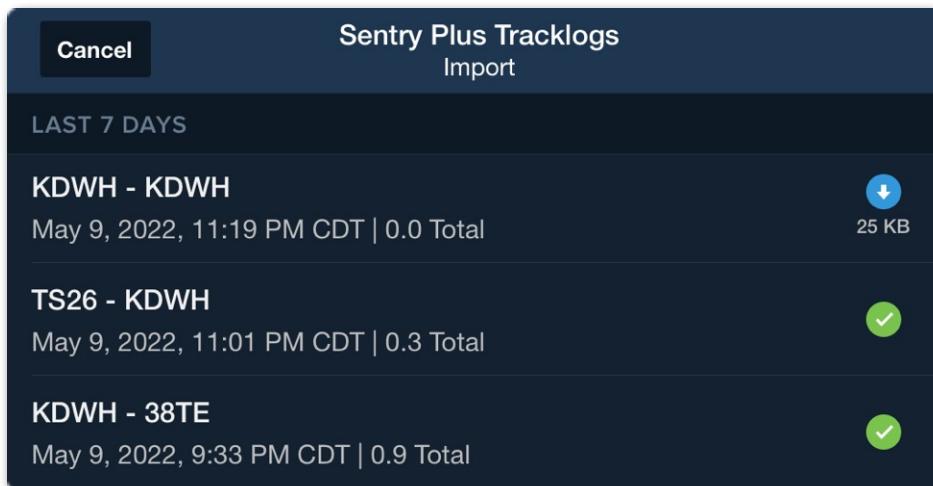 Cancel
Sentry Plus Tracklogs
Import
LAST 7 DAYS
KDWH - KDWH
May 9, 2022, 11:19 PM CDT | 0.0 Total
25 KB
TS26 - KDWH
May 9, 2022, 11:01 PM CDT | 0.3 Total
KDWH - 38TE
May 9, 2022, 9:33 PM CDT | 0.9 Total